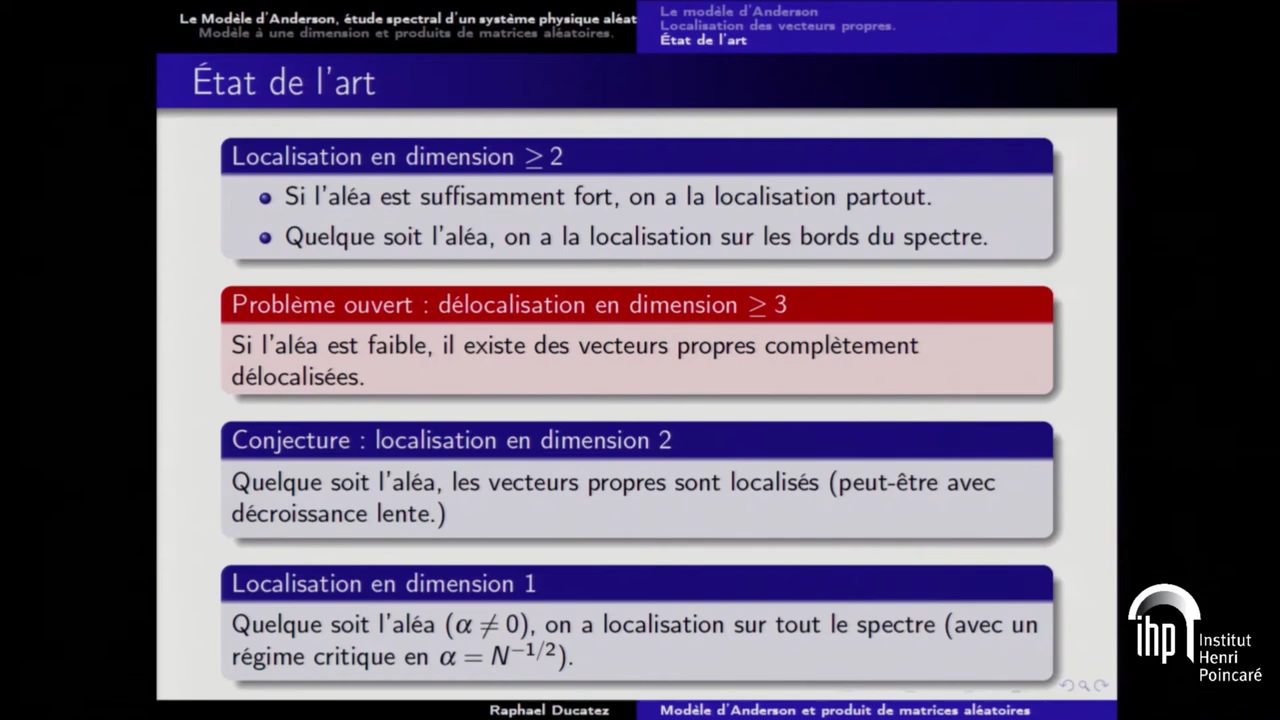 Le Modèle d'Anderson, étude spectral d'un système physique aléat
Modèle à une dimension et produits de matrices aléatoires.
Le modèle d'Anderson
Localisation des vecteurs propres.
État de l'art
État de l'art
Localisation en dimension ≥ 2
Si l'aléa est suffisamment fort, on a la localisation partout.
Quelque soit l'aléa, on a la localisation sur les bords du spectre.
Problème ouvert : délocalisation en dimension ≥ 3
Si l'aléa est faible, il existe des vecteurs propres complètement
délocalisées.
Conjecture : localisation en dimension 2
Quelque soit l'aléa, les vecteurs propres sont localisés (peut-être avec
décroissance lente.)
Localisation en dimension 1
Quelque soit l'aléa (α ≠ 0), on a localisation sur tout le spectre (avec un
régime critique en α = N^{-1/2}).
ihp Institut
Henri
Poincaré
Raphael Ducatez
Modèle d'Anderson et produit de matrices aléatoires